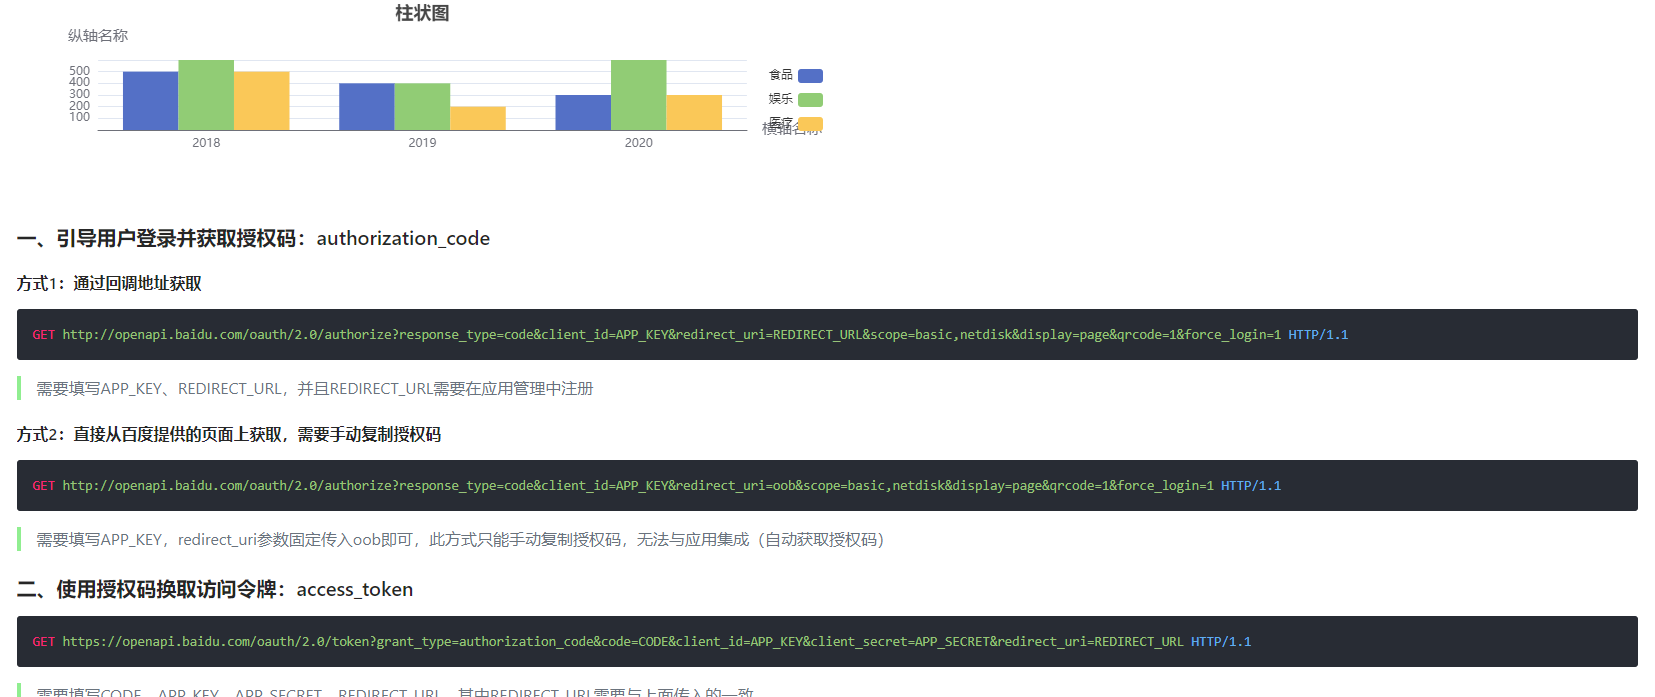 柱状图
纵轴名称
500
400
300
200
100
食品
娱乐
医疗
横轴名称
2018 2019 2020
一、引导用户登录并获取授权码：authorization_code
方式1：通过回调地址获取
GET http://openapi.baidu.com/oauth/2.0/authorize?response_type=code&client_id=APP_KEY&redirect_uri=REDIRECT_URL&scope=basic,netdisk&display=page&qrcode=1&force_login=1 HTTP/1.1
需要填写APP_KEY、REDIRECT_URL，并且REDIRECT_URL需要在应用管理中注册
方式2：直接从百度提供的页面上获取，需要手动复制授权码
GET http://openapi.baidu.com/oauth/2.0/authorize?response_type=code&client_id=APP_KEY&redirect_uri=oob&scope=basic,netdisk&display=page&qrcode=1&force_login=1 HTTP/1.1
需要填写APP_KEY，redirect_uri参数固定传入oob即可，此方式只能手动复制授权码，无法与应用集成（自动获取授权码）
二、使用授权码换取访问令牌：access_token
GET https://openapi.baidu.com/oauth/2.0/token?grant_type=authorization_code&code=CODE&client_id=APP_KEY&client_secret=APP_SECRET&redirect_uri=REDIRECT_URL HTTP/1.1
需要填写CODE、APP_KEY、APP_SECRET、REDIRECT_URL，其中REDIRECT_URL需要与上面传入的一致